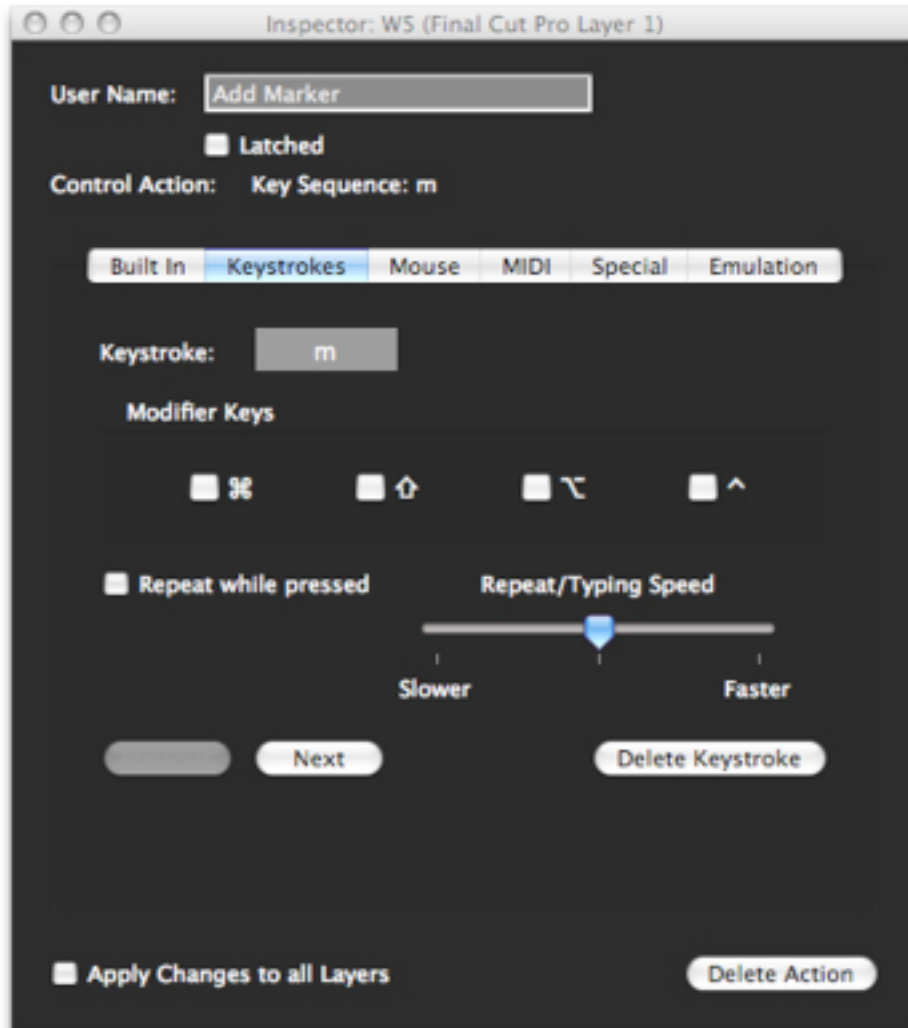 Inspector: W5 (Final Cut Pro Layer 1)
User Name: Add Marker
Latched
Control Action: Key Sequence: m
Built In Keystrokes Mouse MIDI Special Emulation
Keystroke: m
Modifier Keys
⌘ ⇧ ⌥ ^
Repeat while pressed Repeat/Typing Speed
Slower Faster
Next Delete Keystroke
Apply Changes to all Layers Delete Action